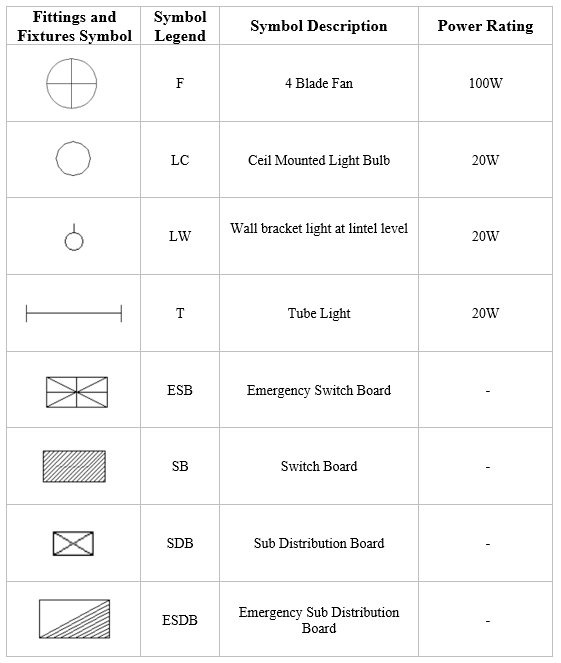 Fittings and
Fixtures Symbol
Symbol
Legend
Symbol Description
Power Rating
F
4 Blade Fan
100W
LC
Ceil Mounted Light Bulb
20W
LW
Wall bracket light at lintel level
20W
T
Tube Light
20W
ESB
Emergency Switch Board
-
SB
Switch Board
-
SDB
Sub Distribution Board
-
ESDB
Emergency Sub Distribution
Board
-